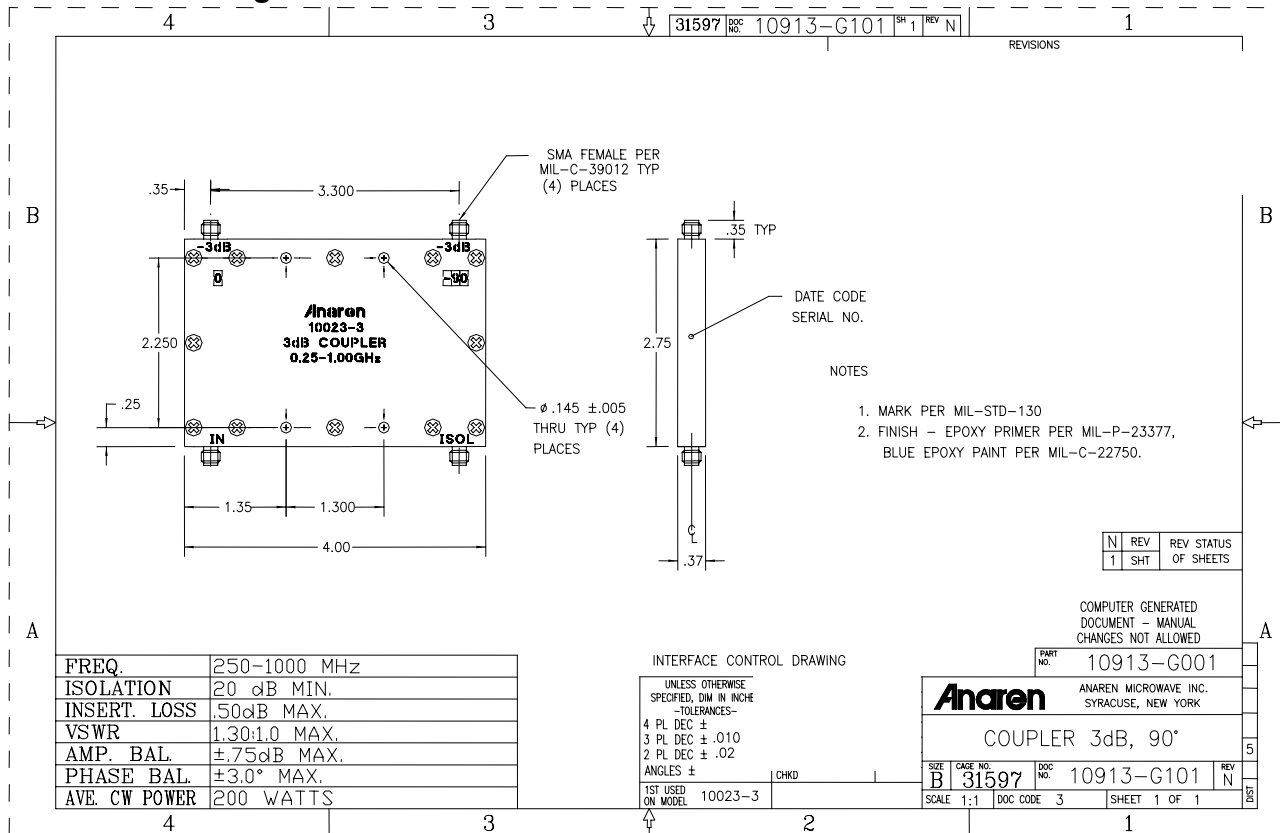 4
3
31597 DOC NO. 10913-G101 SH 1 REV N
1
REVISIONS
SMA FEMALE PER
MIL-C-39012 TYP
(4) PLACES
.35
3.300
B
B
.35 TYP
-3dB
-3dB
0
-90
DATE CODE
SERIAL NO.
Anaren
10023-3
3dB COUPLER
0.25-1.00GHz
2.250
2.75
NOTES
.25
Ø .145 ±.005
THRU TYP (4)
PLACES
1. MARK PER MIL-STD-130
2. FINISH - EPOXY PRIMER PER MIL-P-23377,
BLUE EPOXY PAINT PER MIL-C-22750.
IN
ISOL
1.35
1.300
4.00
CL
.37
N REV REV STATUS
1 SHT OF SHEETS
COMPUTER GENERATED
DOCUMENT - MANUAL
CHANGES NOT ALLOWED
A
A
FREQ. 250-1000 MHz
ISOLATION 20 dB MIN.
INSERT. LOSS .50dB MAX.
VSWR 1.30:1.0 MAX.
AMP. BAL. ±.75dB MAX.
PHASE BAL. ±3.0° MAX.
AVE. CW POWER 200 WATTS
INTERFACE CONTROL DRAWING
UNLESS OTHERWISE
SPECIFIED, DIM IN INCHE
-TOLERANCES-
4 PL DEC ±
3 PL DEC ± .010
2 PL DEC ± .02
ANGLES ±
CHKD
1ST USED
ON MODEL 10023-3
PART NO. 10913-G001
Anaren
ANAREN MICROWAVE INC.
SYRACUSE, NEW YORK
COUPLER 3dB, 90°
5
SIZE B CAGE NO. 31597 DOC NO. 10913-G101 REV N
SCALE 1:1 DOC CODE 3 SHEET 1 OF 1
DIST
4
3
2
1